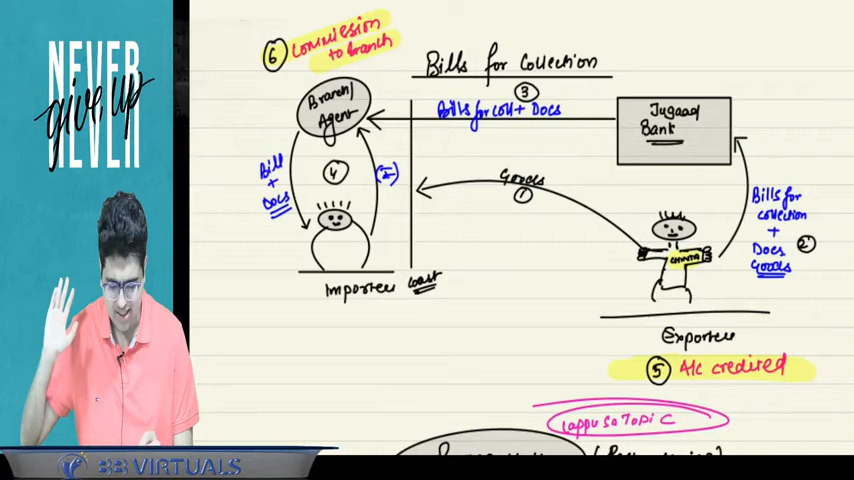 NEVER
give up
NEVER
6 Commission
to Branch
Bills for Collection
3
Branch/
Agent
Bills for Coll + Docs
Jugaad
Bank
Bill
+
Docs
4
(₹)
Goods
1
Bills for
collection
+
Docs
Goods
2
CHINTA
Importer
Coast
Exporter
5 A/c credited
Lappu sa Topic
BB VIRTUALS